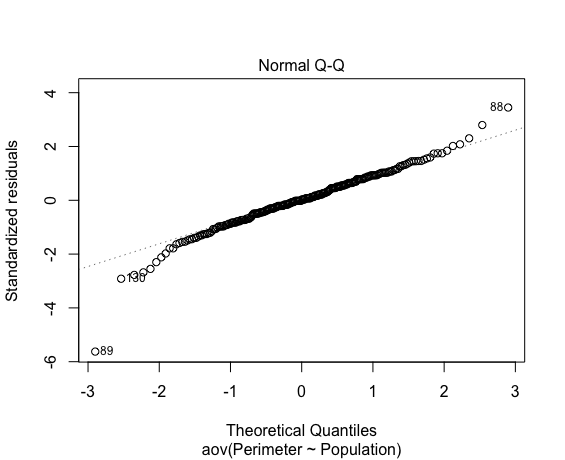 Normal Q-Q
Standardized residuals
4
2
0
-2
-4
-6
88
130
89
-3 -2 -1 0 1 2 3
Theoretical Quantiles
aov(Perimeter ~ Population)